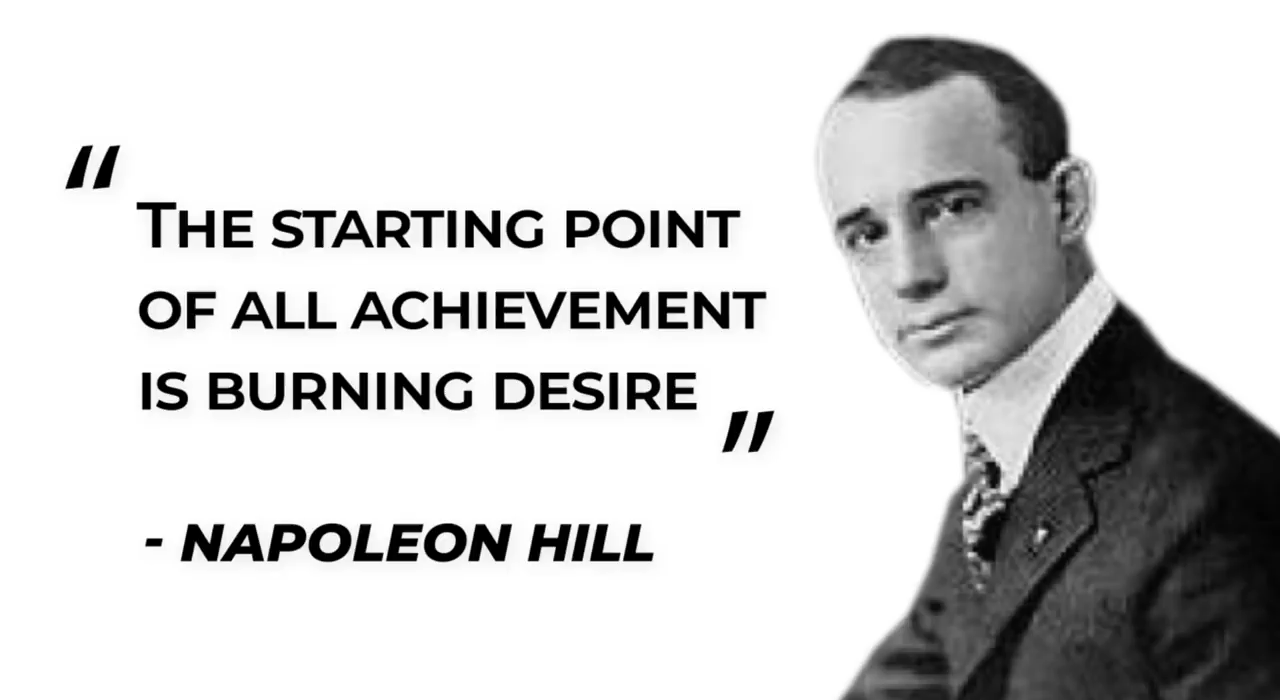 “
THE STARTING POINT
OF ALL ACHIEVEMENT
IS BURNING DESIRE
”
- NAPOLEON HILL